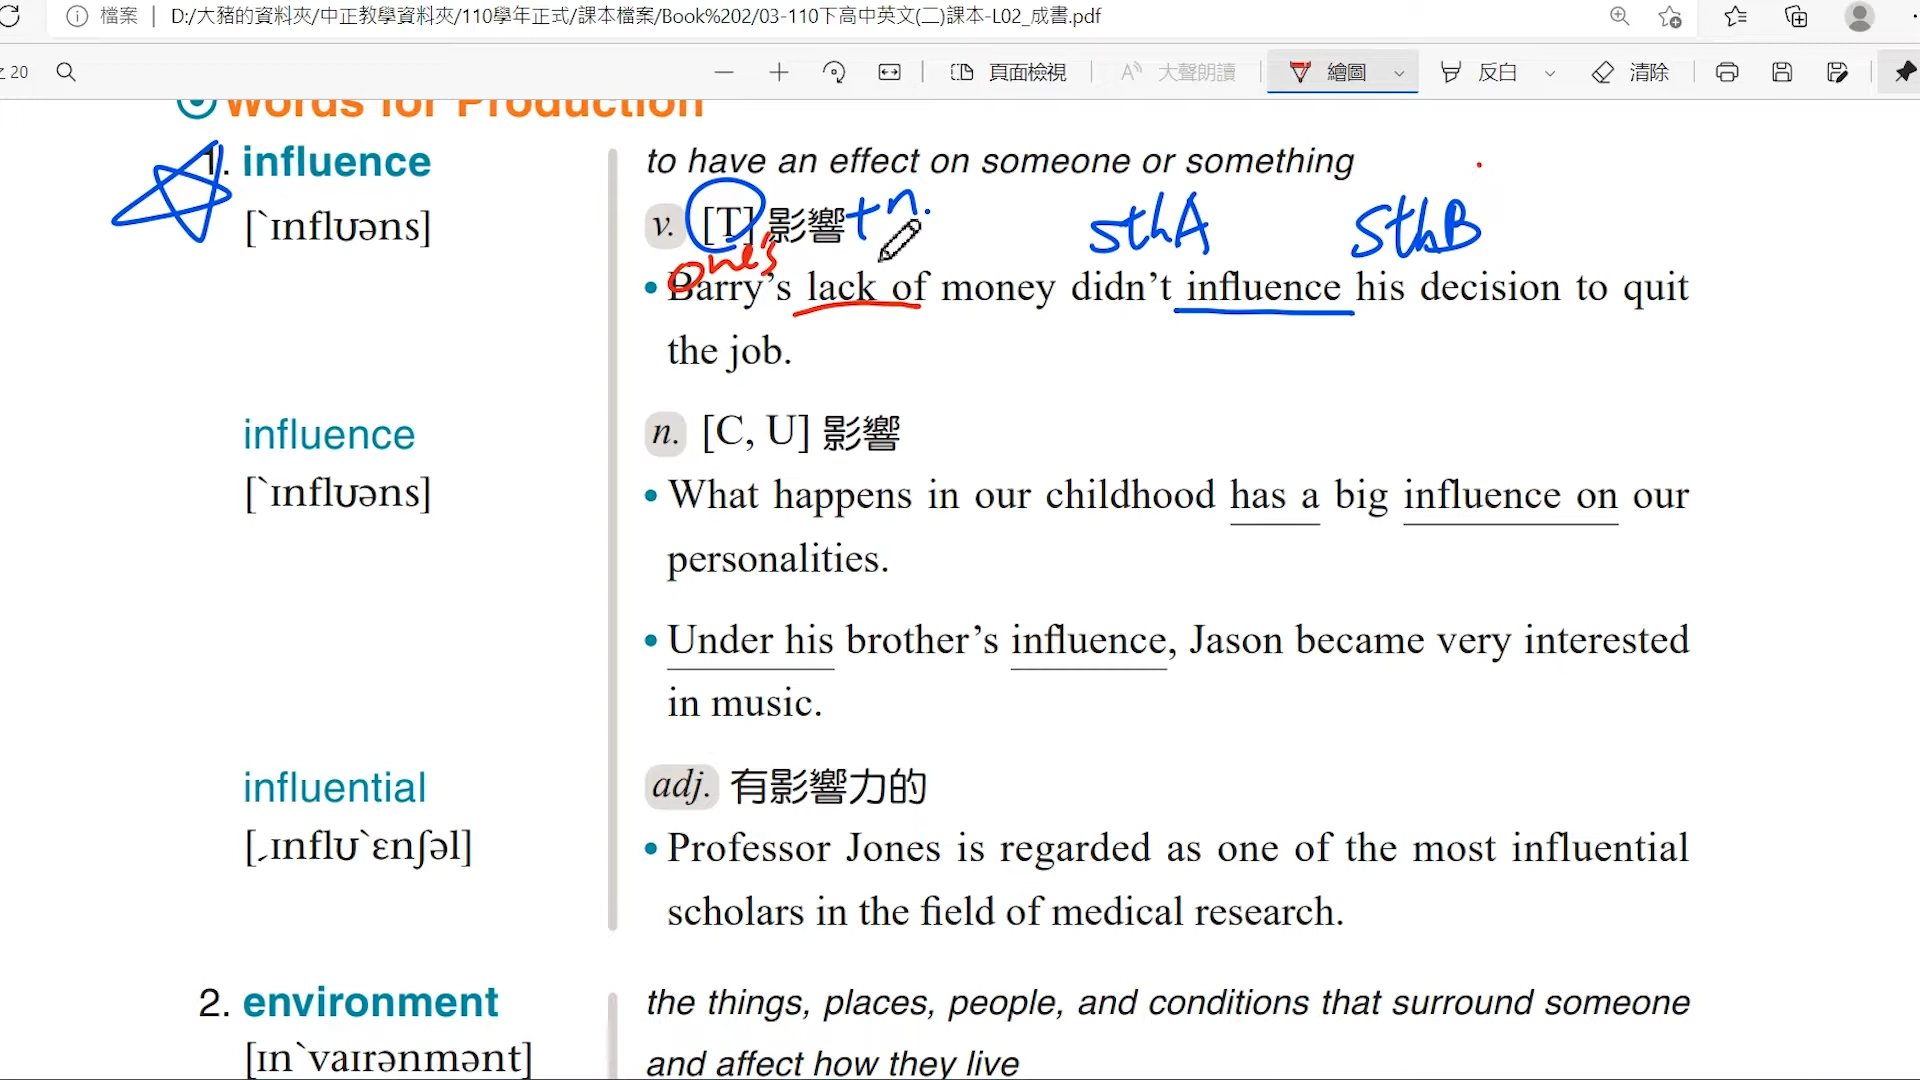 檔案 | D:/大豬的資料夾/中正教學資料夾/110學年正式/課本檔案/Book%202/03-110下高中英文(二)課本-L02_成書.pdf
20 頁面檢視 大聲朗讀 繪圖 反白 清除
Words for Production
1. influence to have an effect on someone or something
[ˋɪnflʊəns] v. [T] 影響 + n. sthA sthB
one's
• Barry’s lack of money didn’t influence his decision to quit
the job.
influence n. [C, U] 影響
[ˋɪnflʊəns] • What happens in our childhood has a big influence on our
personalities.
• Under his brother’s influence, Jason became very interested
in music.
influential adj. 有影響力的
[ˏɪnflʊˋɛnʃəl] • Professor Jones is regarded as one of the most influential
scholars in the field of medical research.
2. environment the things, places, people, and conditions that surround someone
[ɪnˋvaɪrənmənt] and affect how they live